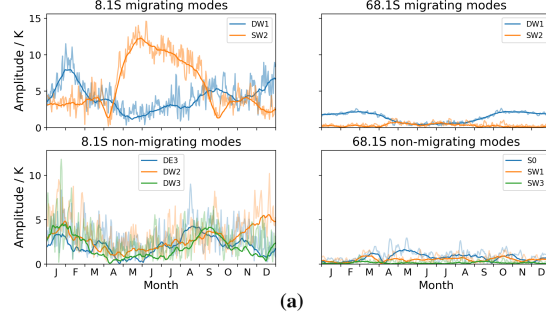 8.1S migrating modes
68.1S migrating modes
Amplitude / K
15
10
5
0
DW1
SW2
DW1
SW2
8.1S non-migrating modes
68.1S non-migrating modes
Amplitude / K
10
5
0
DE3
DW2
DW3
S0
SW1
SW3
J F M A M J J A S O N D
J F M A M J J A S O N D
Month
Month
(a)